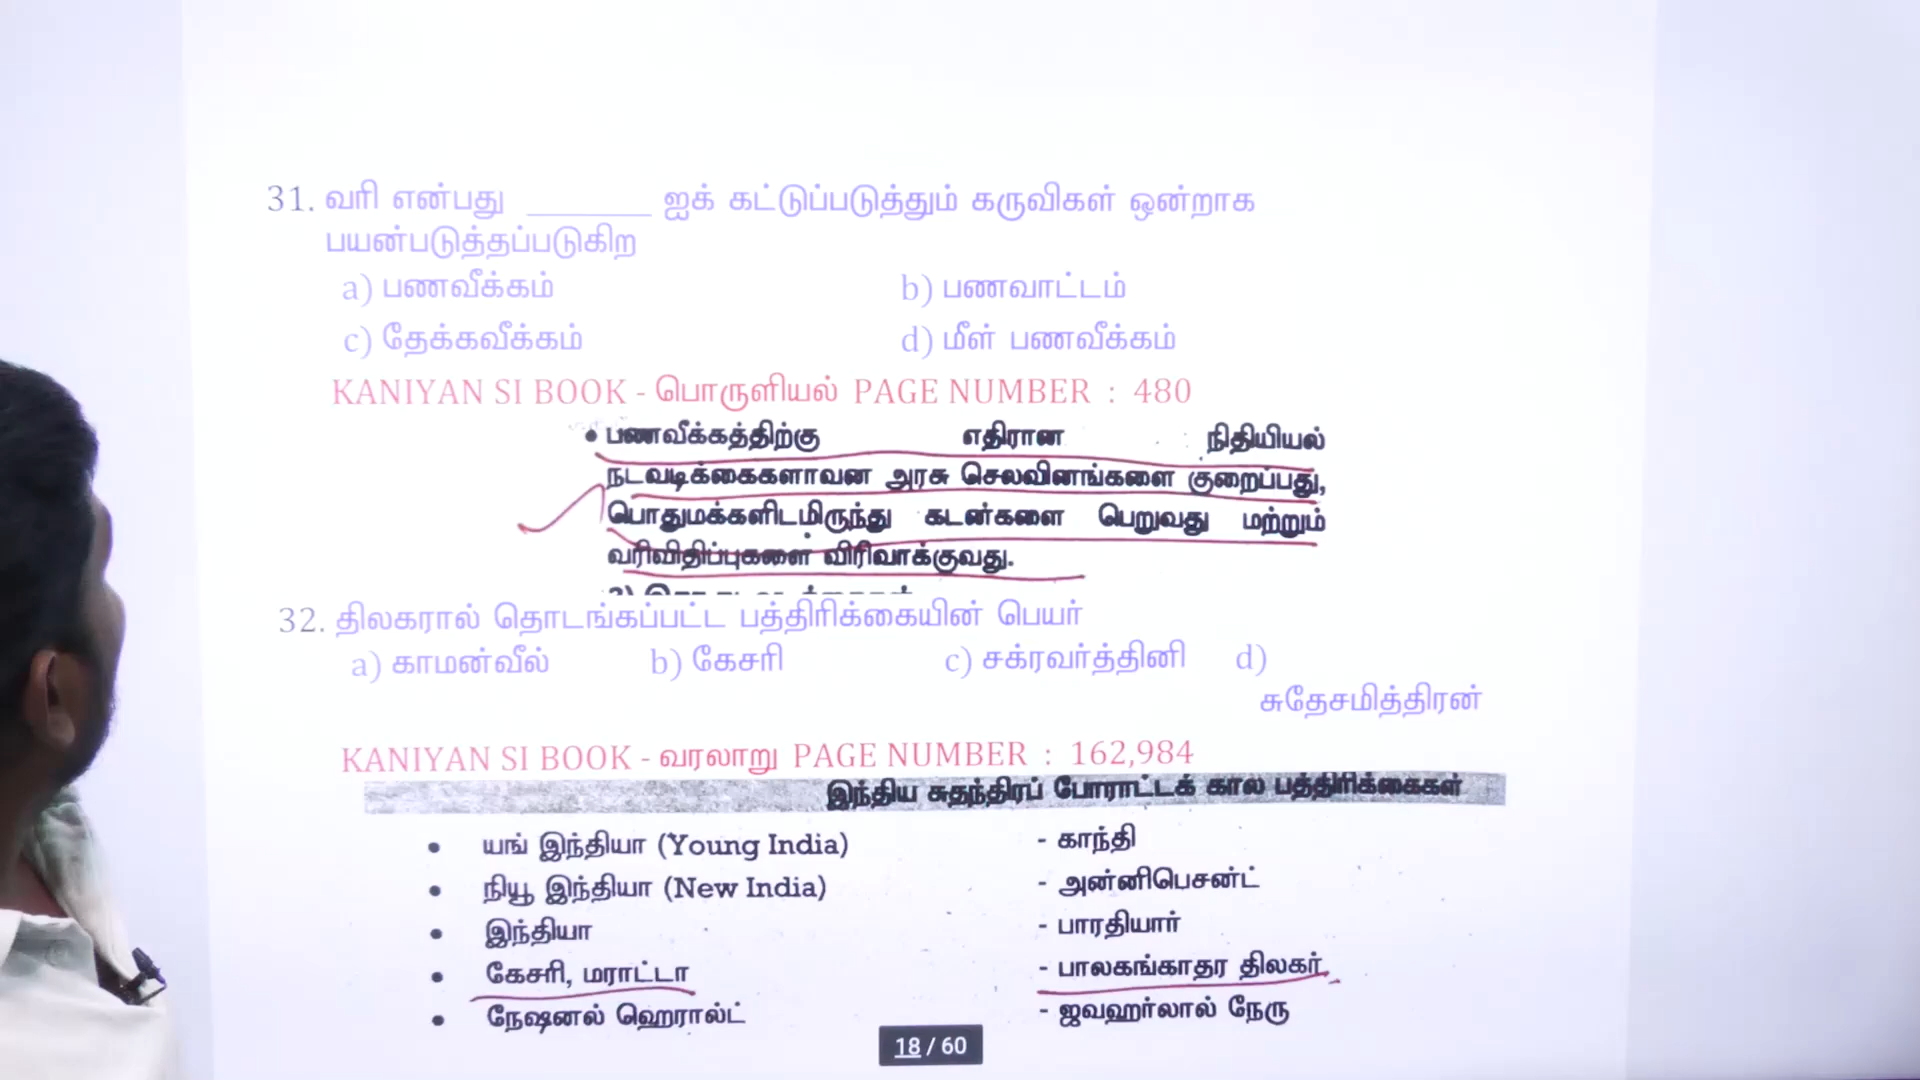 31. வரி என்பது ________ ஐக் கட்டுப்படுத்தும் கருவிகள் ஒன்றாக
பயன்படுத்தப்படுகிற
a) பணவீக்கம் b) பணவாட்டம்
c) தேக்கவீக்கம் d) மீள் பணவீக்கம்
KANIYAN SI BOOK - பொருளியல் PAGE NUMBER : 480
• பணவீக்கத்திற்கு எதிரான நிதியியல்
நடவடிக்கைகளாவன அரசு செலவினங்களை குறைப்பது,
பொதுமக்களிடமிருந்து கடன்களை பெறுவது மற்றும்
வரிவிதிப்புகளை விரிவாக்குவது.
32. திலகரால் தொடங்கப்பட்ட பத்திரிக்கையின் பெயர்
a) காமன்வீல் b) கேசரி c) சக்ரவர்த்தினி d)
சுதேசமித்திரன்
KANIYAN SI BOOK - வரலாறு PAGE NUMBER : 162,984
இந்திய சுதந்திரப் போராட்டக் கால பத்திரிக்கைகள்
• யங் இந்தியா (Young India) - காந்தி
• நியூ இந்தியா (New India) - அன்னிபெசன்ட்
• இந்தியா - பாரதியார்
• கேசரி, மராட்டா - பாலகங்காதர திலகர்
• நேஷனல் ஹெரால்ட் - ஜவஹர்லால் நேரு
18 / 60